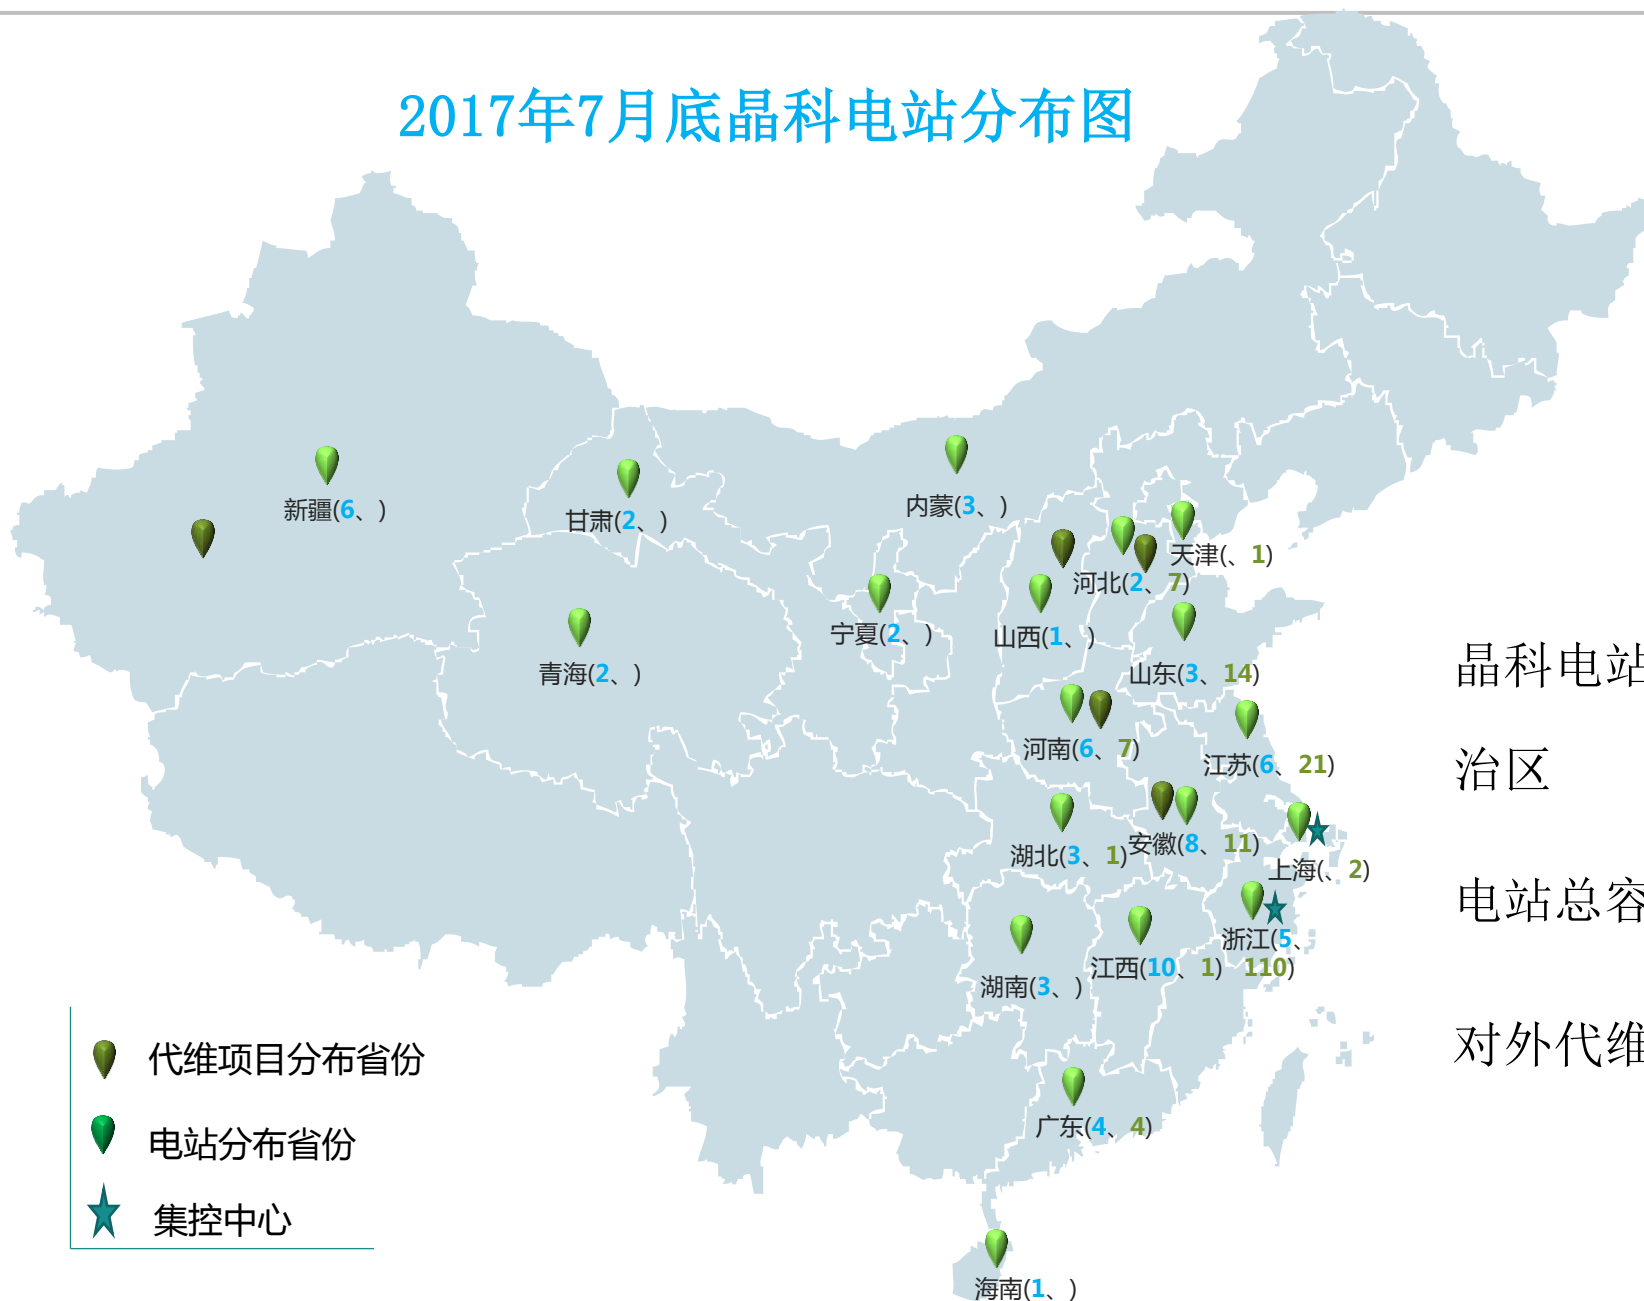 2017年7月底晶科电站分布图
新疆(6、)
甘肃(2、)
内蒙(3、)
天津(、1)
河北(2、7)
宁夏(2、)
山西(1、)
青海(2、)
山东(3、14)
河南(6、7)
江苏(6、21)
湖北(3、1)
安徽(8、11)
上海(、2)
浙江(5、
110)
江西(10、1)
湖南(3、)
广东(4、4)
海南(1、)
晶科电站
治区
电站总容
对外代维
代维项目分布省份
电站分布省份
集控中心